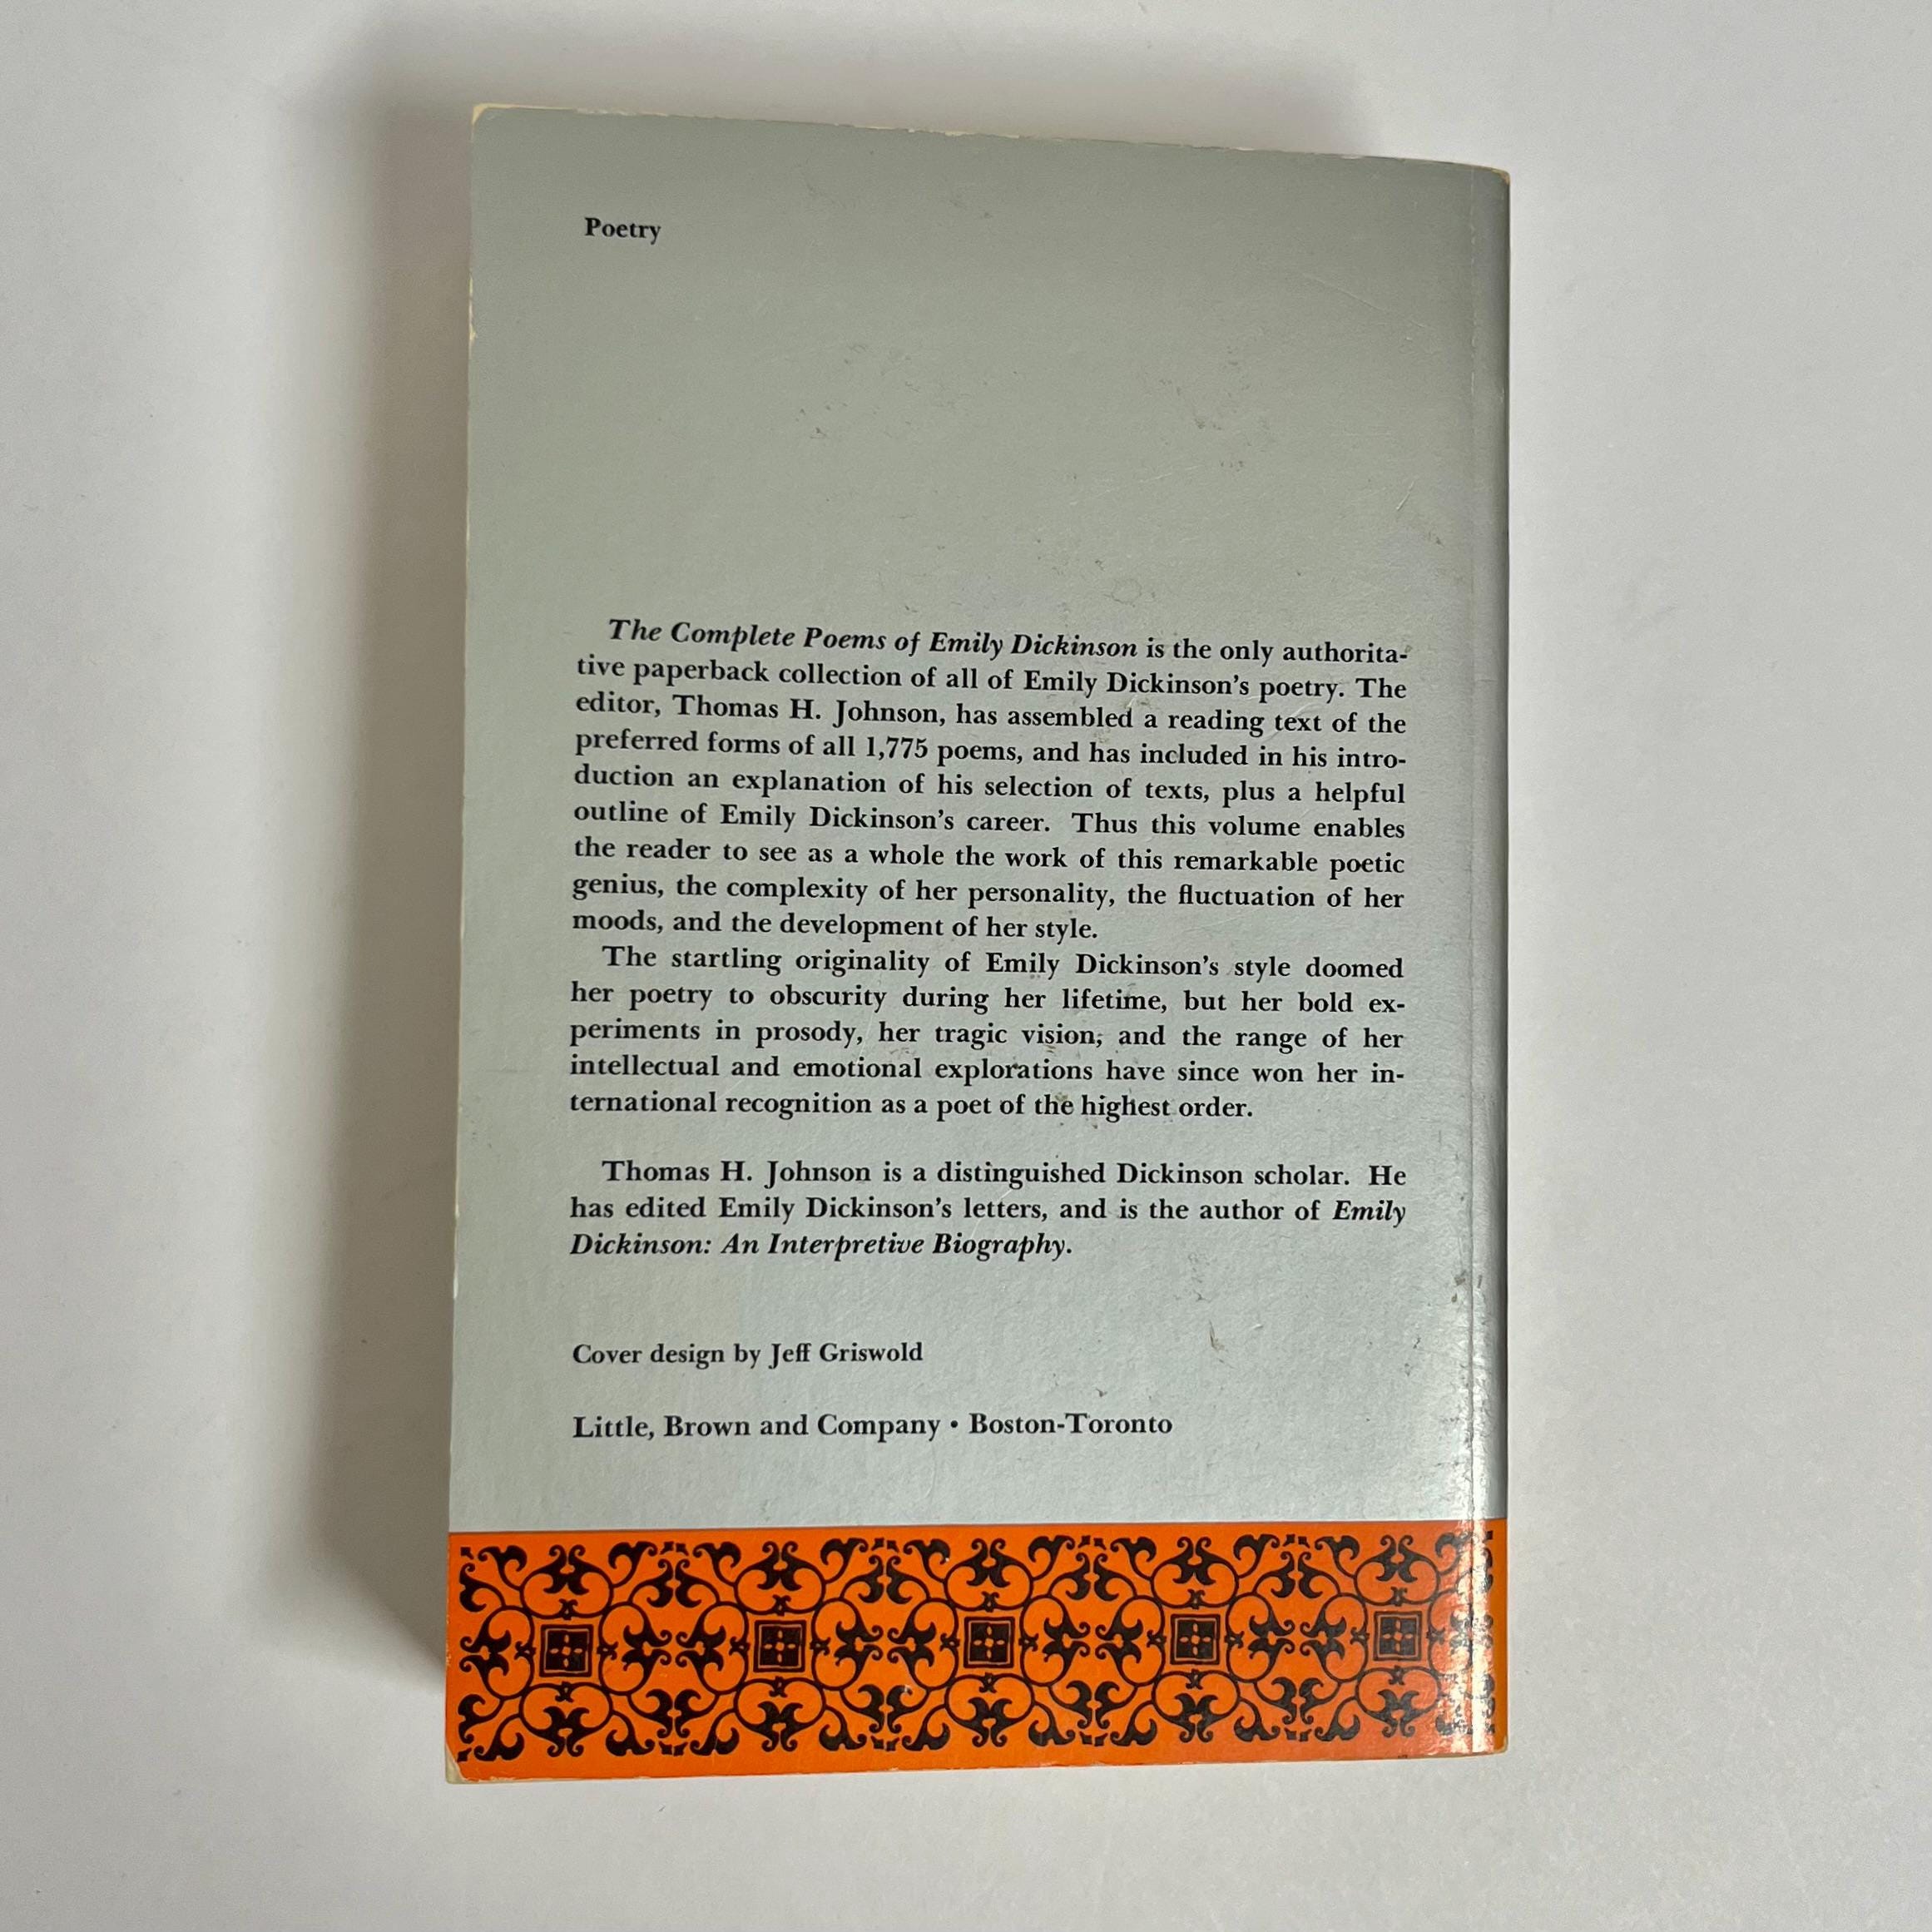 Poetry
The Complete Poems of Emily Dickinson is the only authorita-
tive paperback collection of all of Emily Dickinson's poetry. The
editor, Thomas H. Johnson, has assembled a reading text of the
preferred forms of all 1,775 poems, and has included in his intro-
duction an explanation of his selection of texts, plus a helpful
outline of Emily Dickinson's career. Thus this volume enables
the reader to see as a whole the work of this remarkable poetic
genius, the complexity of her personality, the fluctuation of her
moods, and the development of her style.
The startling originality of Emily Dickinson's style doomed
her poetry to obscurity during her lifetime, but her bold ex-
periments in prosody, her tragic vision, and the range of her
intellectual and emotional explorations have since won her in-
ternational recognition as a poet of the highest order.
Thomas H. Johnson is a distinguished Dickinson scholar. He
has edited Emily Dickinson's letters, and is the author of Emily
Dickinson: An Interpretive Biography.
Cover design by Jeff Griswold
Little, Brown and Company • Boston-Toronto